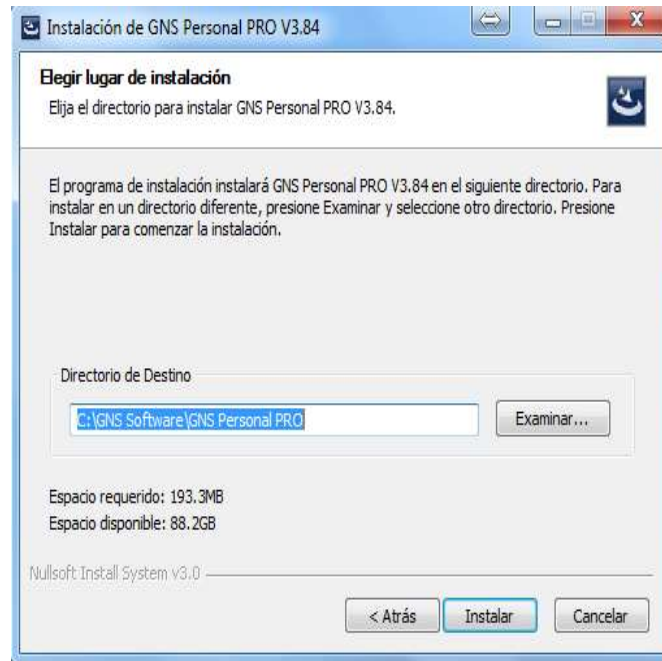 Instalación de GNS Personal PRO V3.84
Elegir lugar de instalación
Elija el directorio para instalar GNS Personal PRO V3.84.
El programa de instalación instalará GNS Personal PRO V3.84 en el siguiente directorio. Para
instalar en un directorio diferente, presione Examinar y seleccione otro directorio. Presione
Instalar para comenzar la instalación.
Directorio de Destino
C:\GNS Software\GNS Personal PRO
Examinar...
Espacio requerido: 193.3MB
Espacio disponible: 88.2GB
Nullsoft Install System v3.0
< Atrás Instalar Cancelar